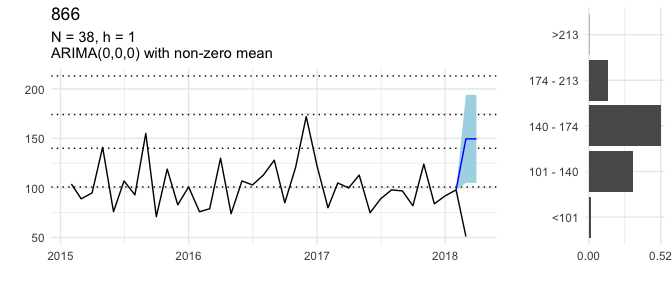 866
N = 38, h = 1
ARIMA(0,0,0) with non-zero mean
200
150
100
50
2015 2016 2017 2018
>213
174 - 213
140 - 174
101 - 140
<101
0.00 0.52